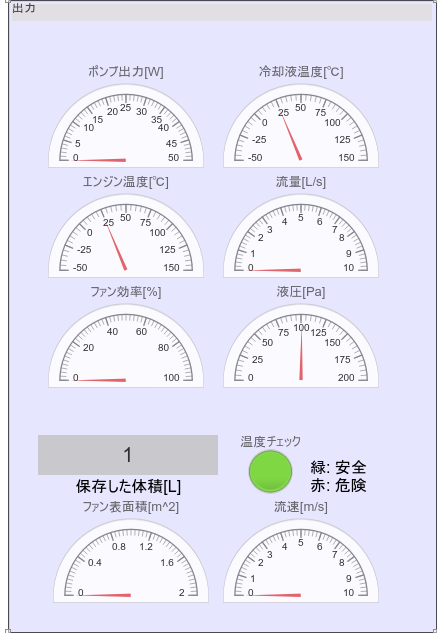 出力
ポンプ出力[W]
0 5 10 15 20 25 30 35 40 45 50
冷却液温度[℃]
-50 -25 0 25 50 75 100 125 150
エンジン温度[℃]
-50 -25 0 25 50 75 100 125 150
流量[L/s]
0 1 2 3 4 5 6 7 8 9 10
ファン効率[%]
0 20 40 60 80 100
液圧[Pa]
0 25 50 75 100 125 150 175 200
1
保存した体積[L]
温度チェック
緑: 安全
赤: 危険
ファン表面積[m^2]
0 0.4 0.8 1.2 1.6 2
流速[m/s]
0 1 2 3 4 5 6 7 8 9 10